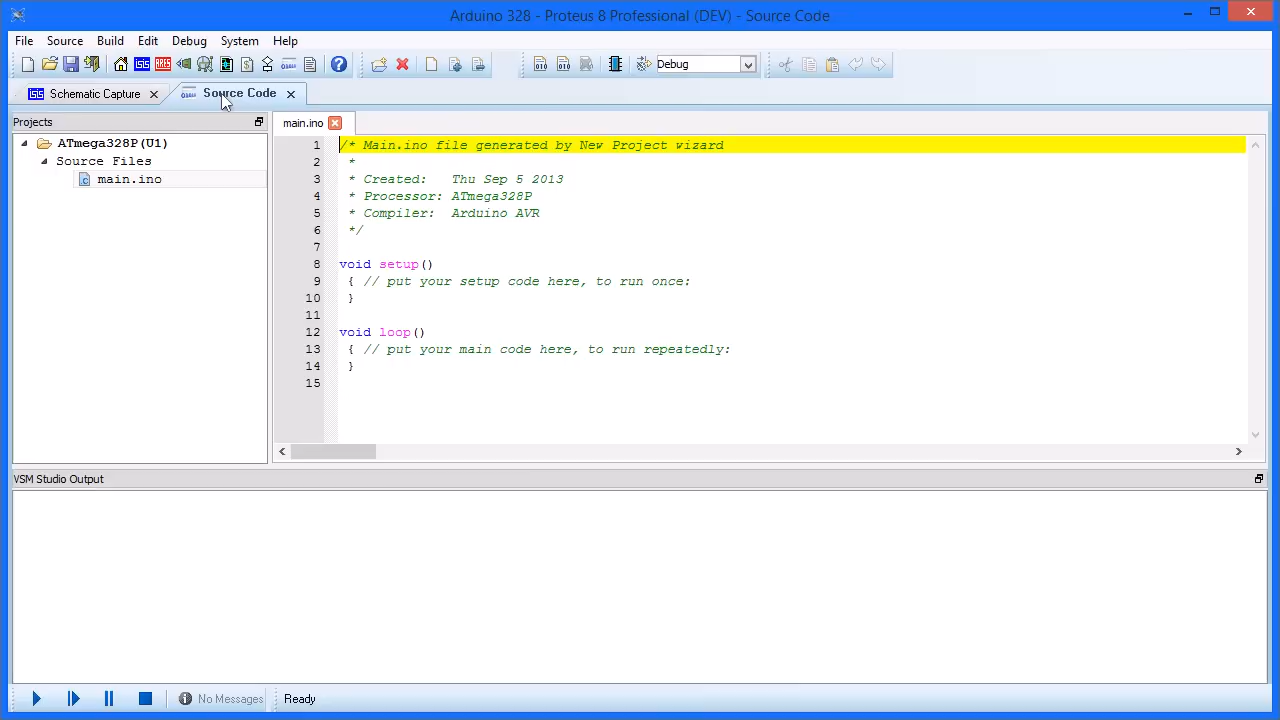 Arduino 328 - Proteus 8 Professional (DEV) - Source Code
File Source Build Edit Debug System Help
Debug
Schematic Capture Source Code
Projects
ATmega328P(U1)
Source Files
main.ino
main.ino
1 /* Main.ino file generated by New Project wizard
2 *
3 * Created: Thu Sep 5 2013
4 * Processor: ATmega328P
5 * Compiler: Arduino AVR
6 */
7
8 void setup()
9 { // put your setup code here, to run once:
10 }
11
12 void loop()
13 { // put your main code here, to run repeatedly:
14 }
15
VSM Studio Output
No Messages Ready